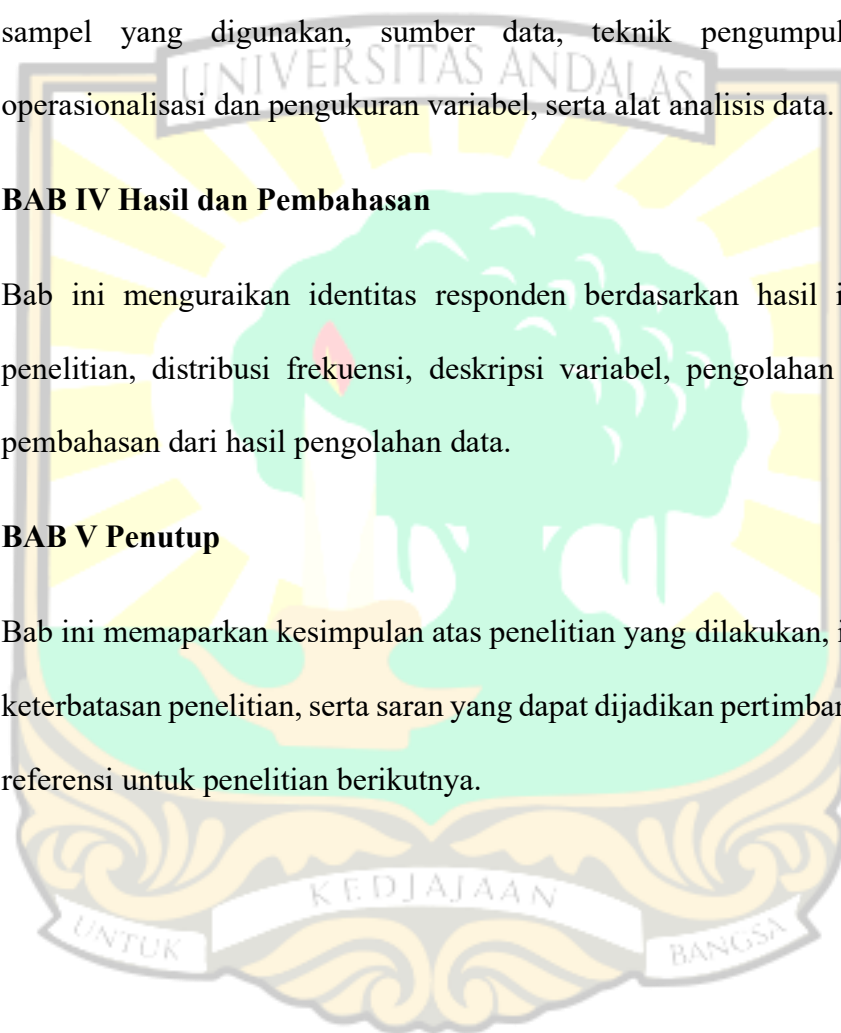 sampel yang digunakan, sumber data, teknik
UNIVERSITAS ANDALAS
operasionalisasi dan pengukuran variabel, serta alat analisis data.
BAB IV Hasil dan Pembahasan
Bab ini menguraikan identitas responden berdasarkan hasil
penelitian, distribusi frekuensi, deskripsi variabel, pengolahan
pembahasan dari hasil pengolahan data.
BAB V Penutup
Bab ini memaparkan kesimpulan atas penelitian yang dilakukan,
keterbatasan penelitian, serta saran yang dapat dijadikan
referensi untuk penelitian berikutnya.
KEDJAJAAN
UNTUK BANGSA